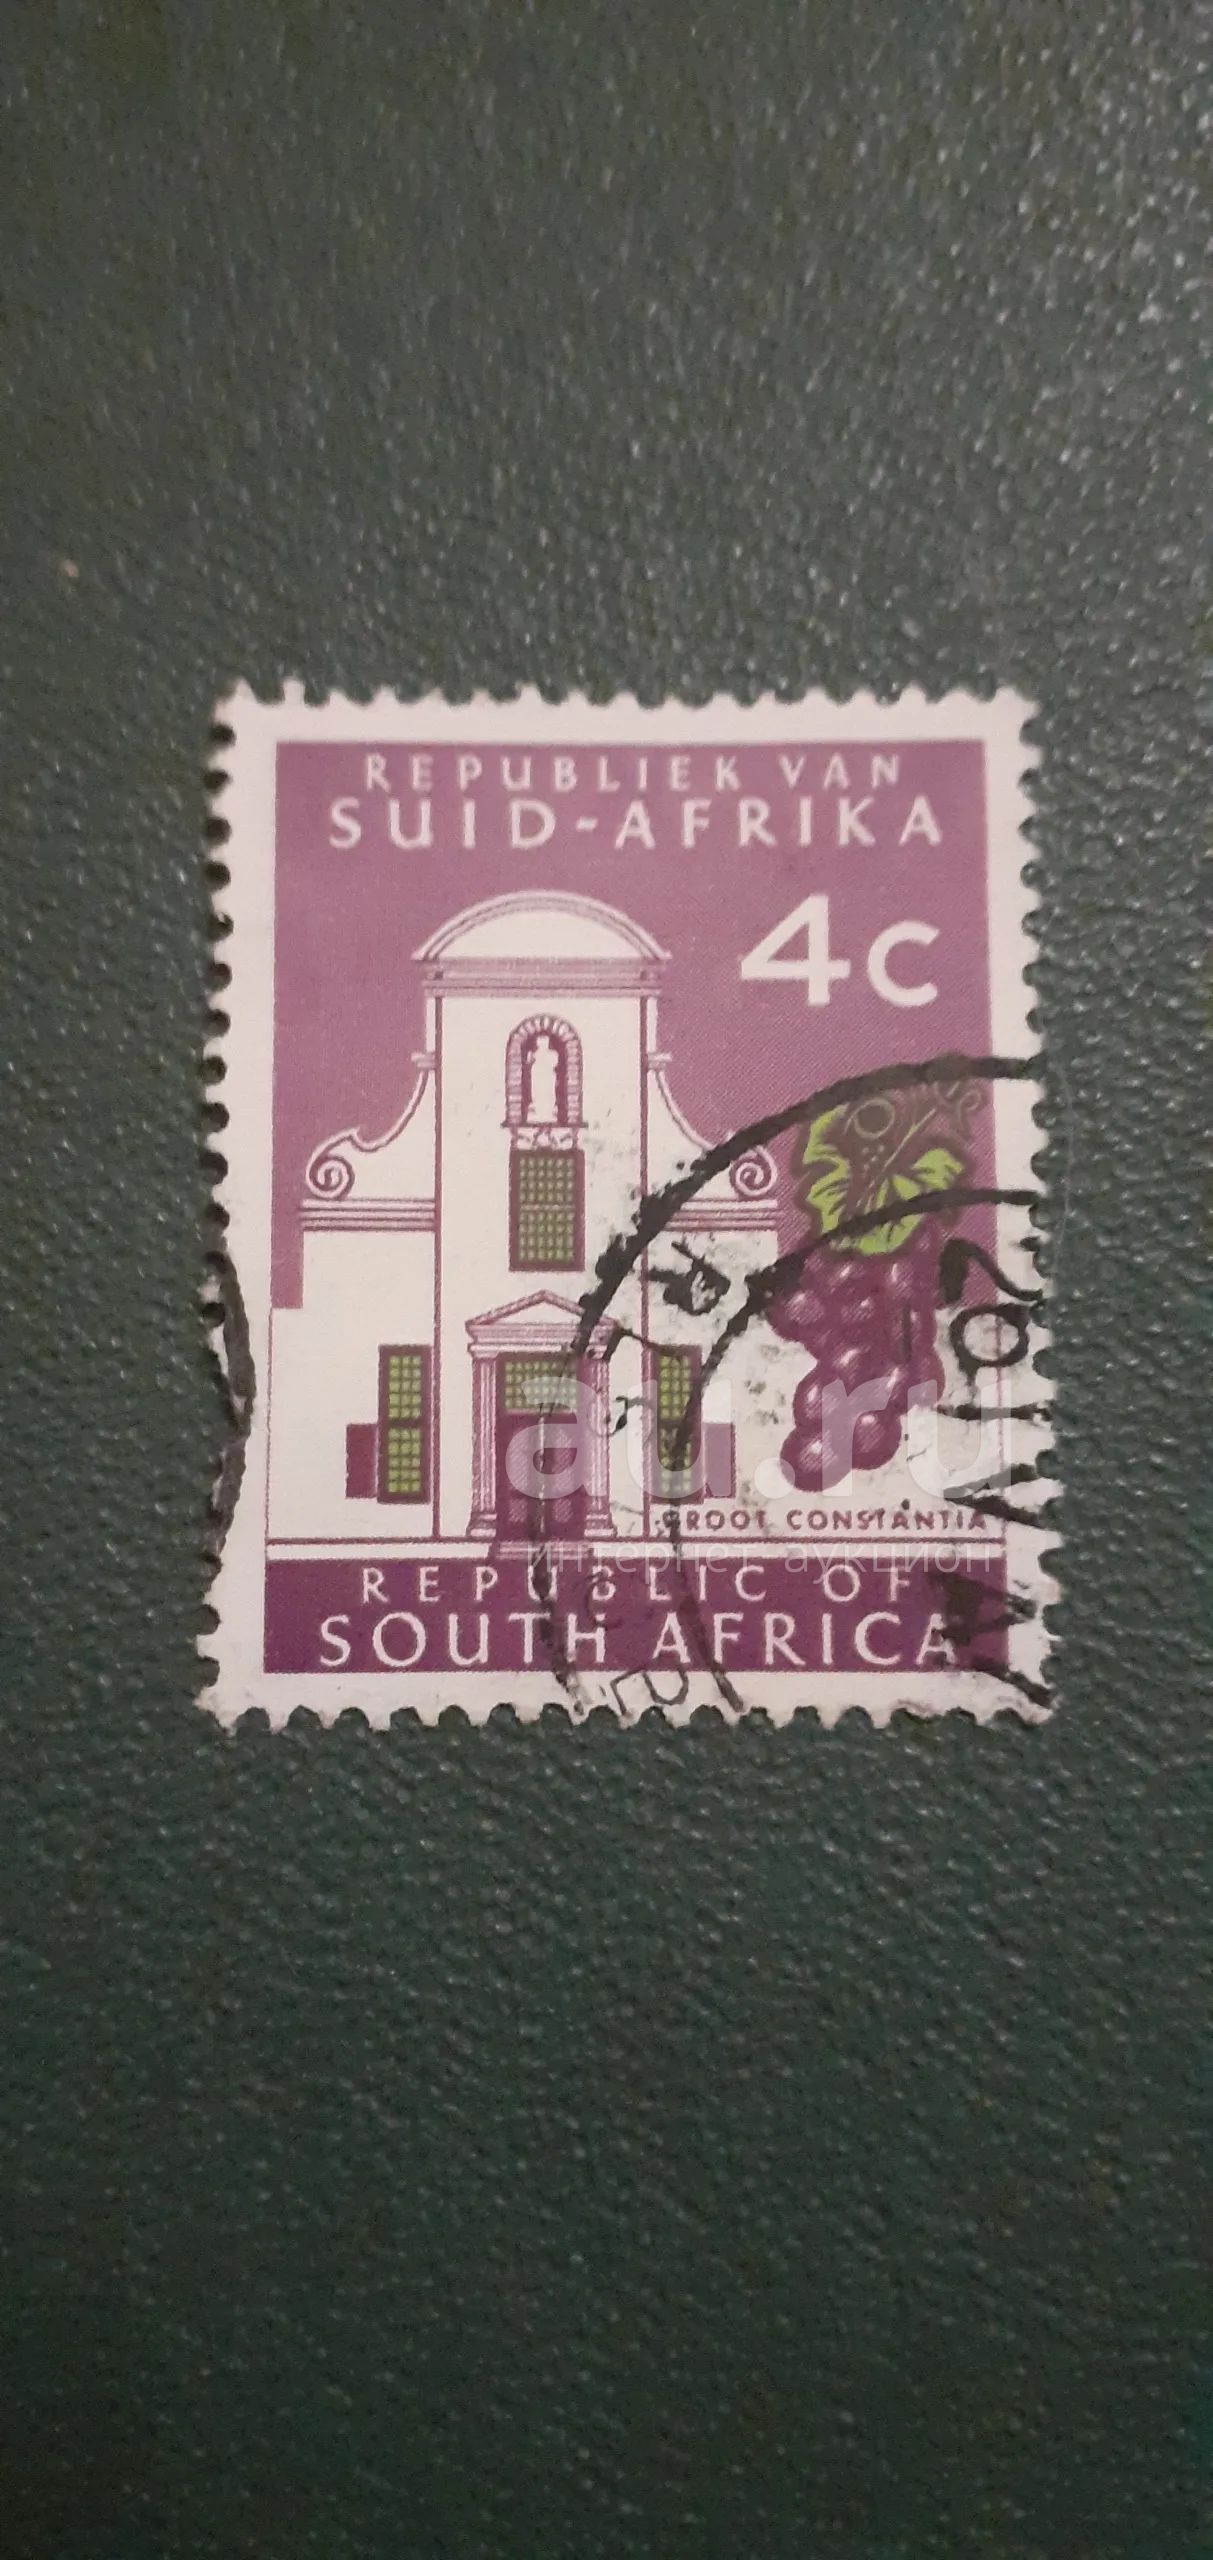 REPUBLIEK VAN
SUID-AFRIKA
4c
au.ru
GROOT CONSTANTIA
интернет аукцион
REPUBLIC OF
SOUTH AFRICA